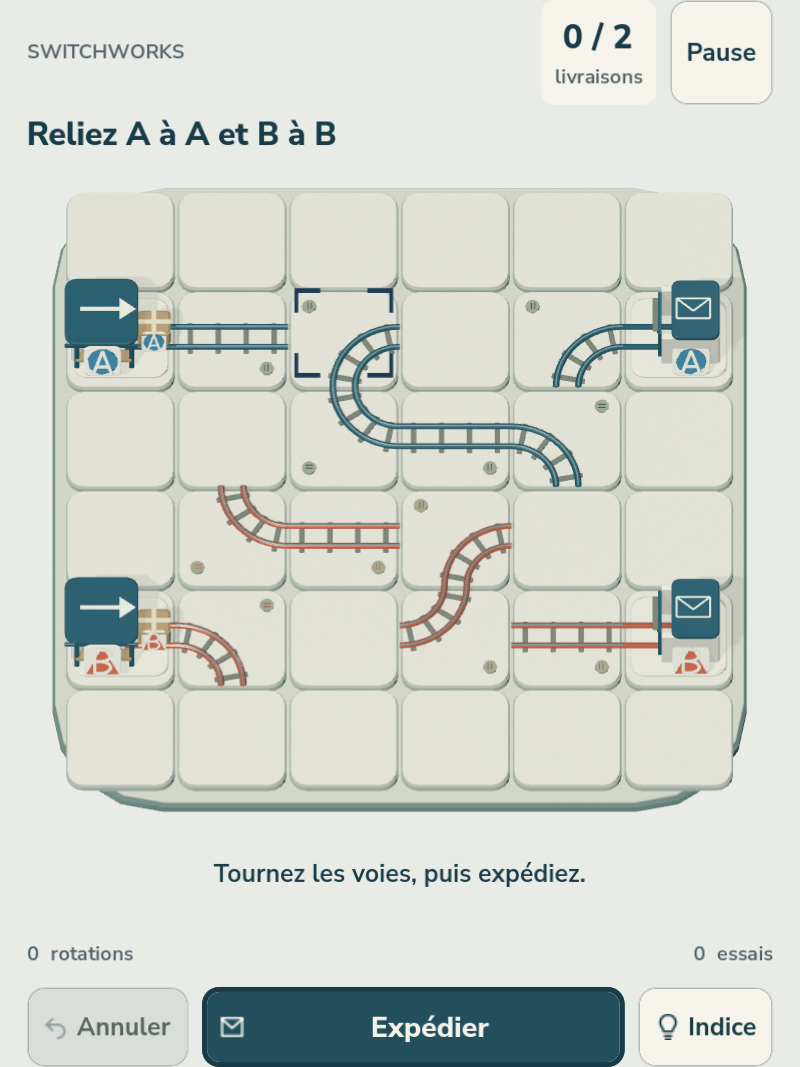 SWITCHWORKS
0 / 2
livraisons
Pause
Reliez A à A et B à B
A
A
A
B
B
B
Tournez les voies, puis expédiez.
0 rotations
0 essais
Annuler
Expédier
Indice